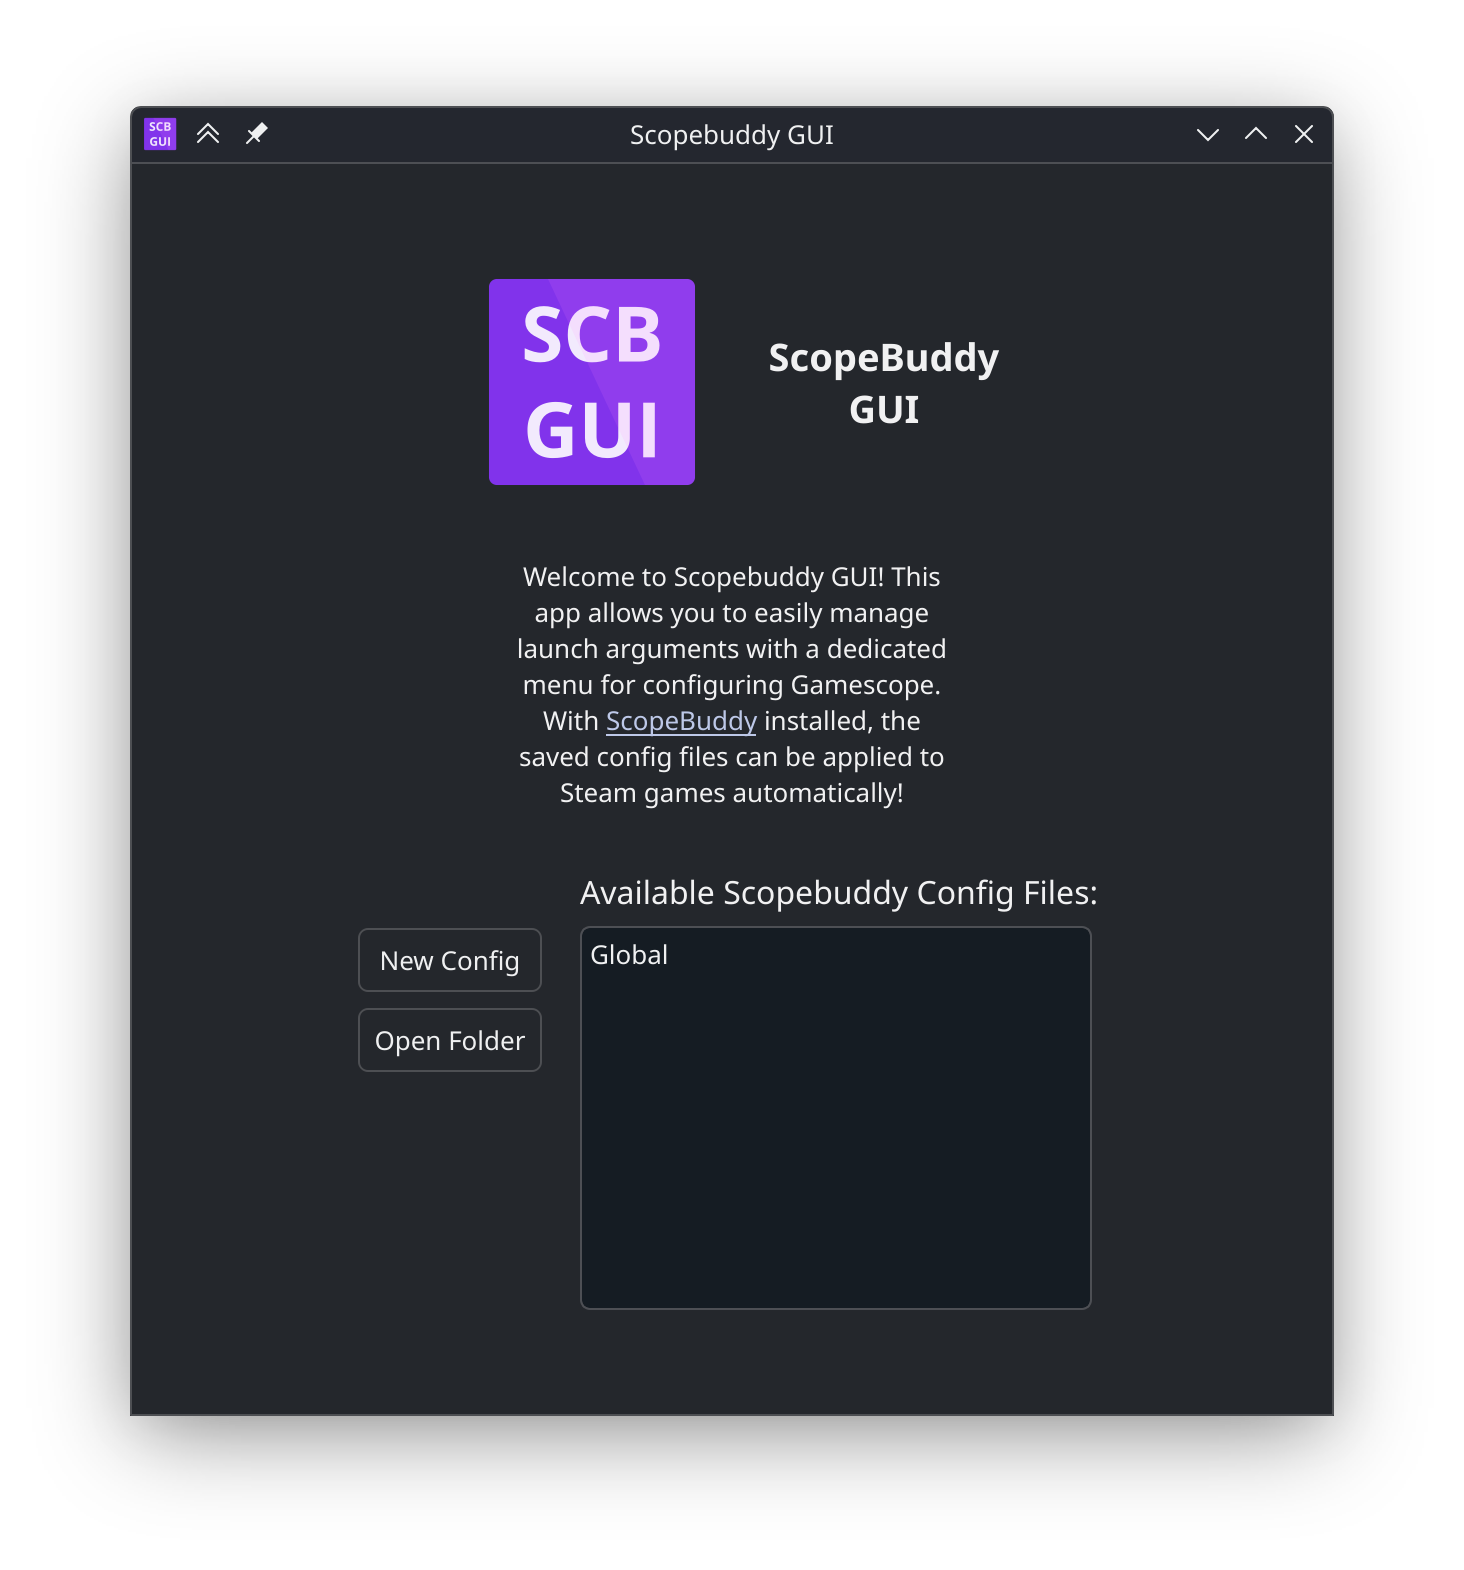 SCB
GUI
Scopebuddy GUI
SCB
GUI
ScopeBuddy
GUI
Welcome to Scopebuddy GUI! This
app allows you to easily manage
launch arguments with a dedicated
menu for configuring Gamescope.
With ScopeBuddy installed, the
saved config files can be applied to
Steam games automatically!
Available Scopebuddy Config Files:
New Config
Open Folder
Global